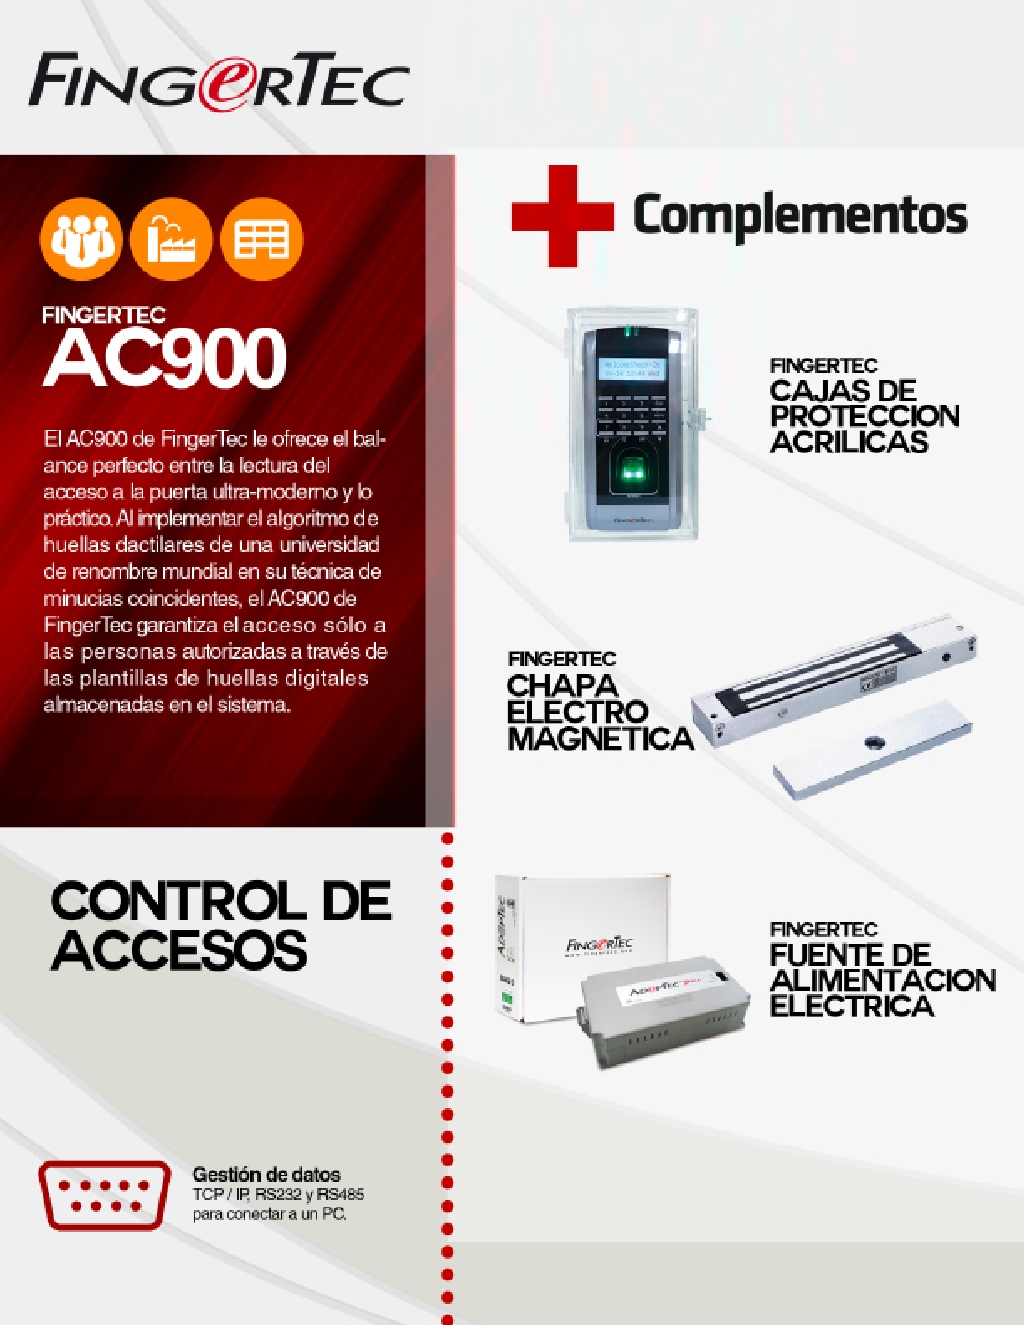 FINGERTEC
FINGERTEC
AC900
El AC900 de FingerTec le ofrece el bal-
ance perfecto entre la lectura del
acceso a la puerta ultra-moderno y lo
práctico. Al implementar el algoritmo de
huellas dactilares de una universidad
de renombre mundial en su técnica de
minucias coincidentes, el AC900 de
FingerTec garantiza el acceso sólo a
las personas autorizadas a través de
las plantillas de huellas digitales
almacenadas en el sistema.
CONTROL DE
ACCESOS
Gestión de datos
TCP / IP, RS232 y RS485
para conectar a un PC.
Complementos
FINGERTEC
FINGERTEC
CAJAS DE
PROTECCION
ACRILICAS
FINGERTEC
CHAPA
ELECTRO
MAGNETICA
FINGERTEC
ADAPTEC
ADAPTEC
FINGERTEC
FUENTE DE
ALIMENTACION
ELECTRICA